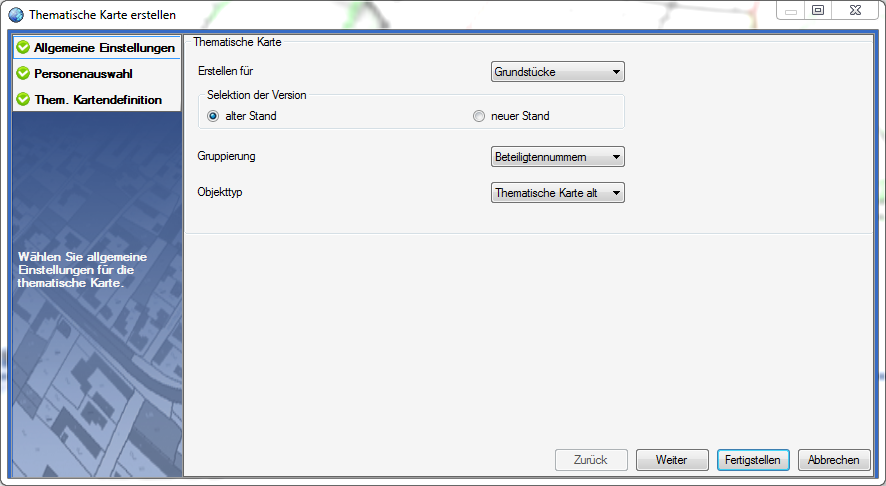 Thematische Karte erstellen
Allgemeine Einstellungen
Personenauswahl
Them. Kartendefinition
Wählen Sie allgemeine
Einstellungen für die
thematische Karte.
Thematische Karte
Erstellen für Grundstücke
Selektion der Version
alter Stand neuer Stand
Gruppierung Beteiligtennummern
Objekttyp Thematische Karte alt
Zurück Weiter Fertigstellen Abbrechen